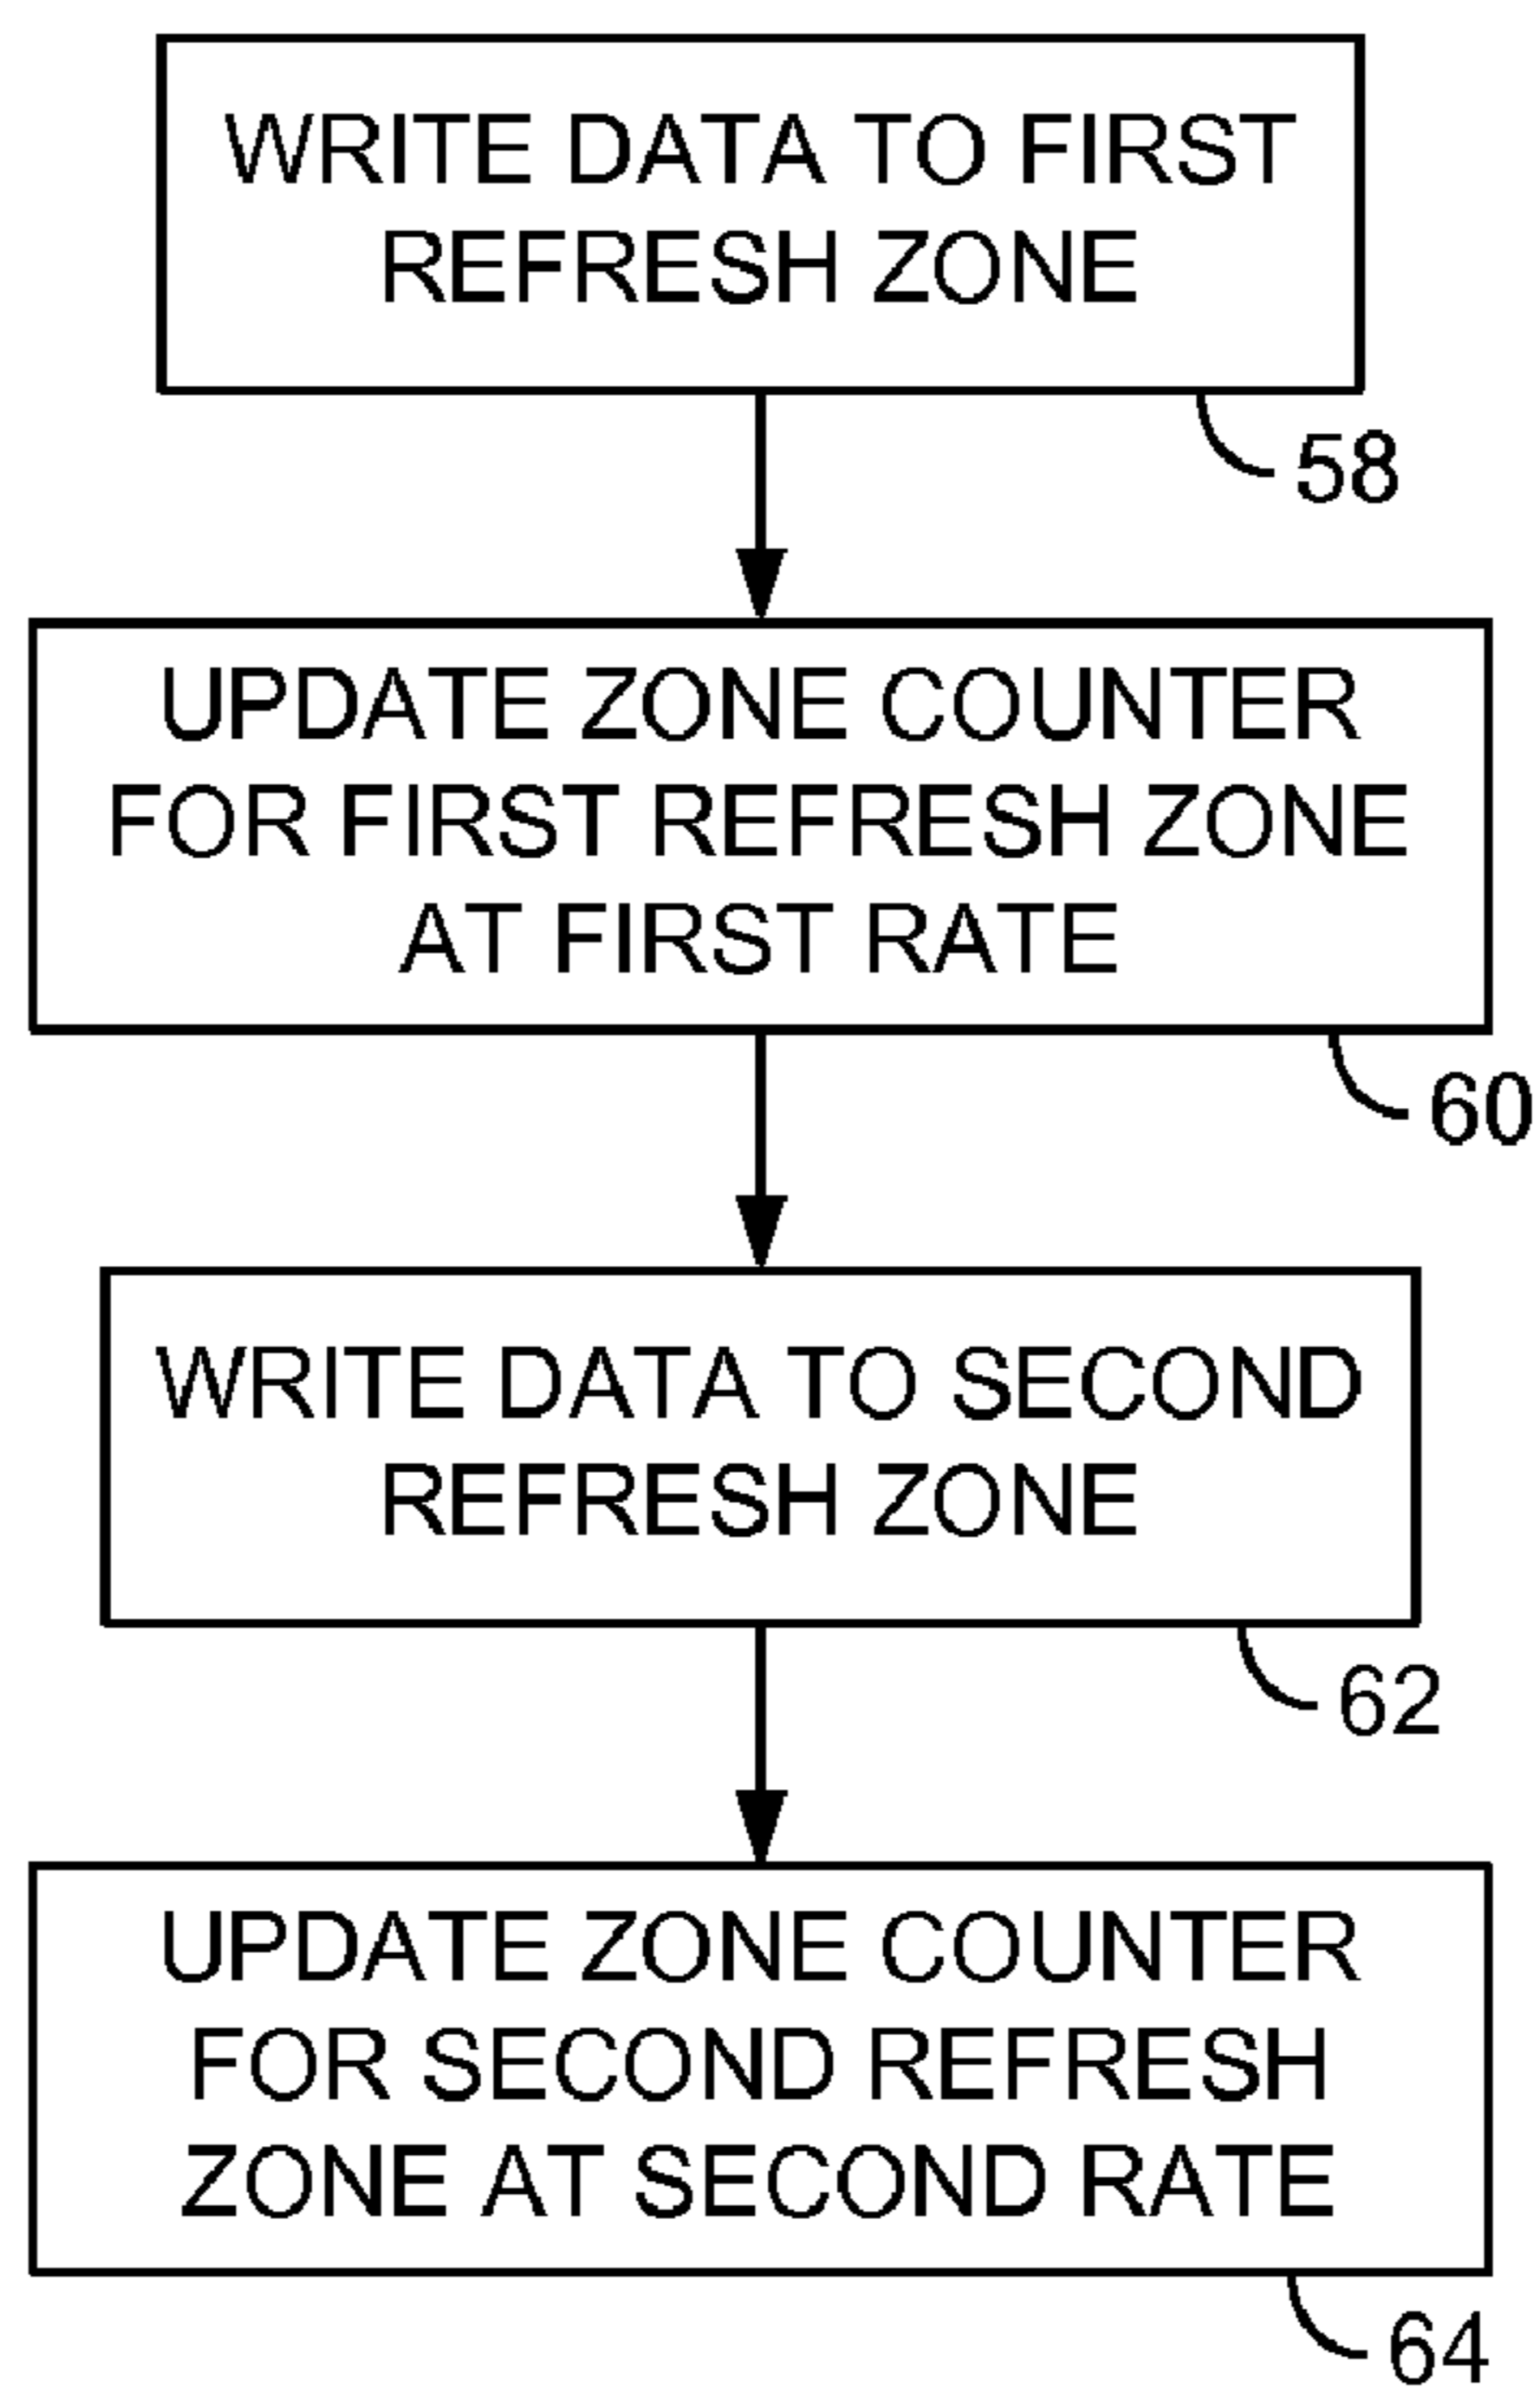 WRITE DATA TO FIRST
REFRESH ZONE
58
UPDATE ZONE COUNTER
FOR FIRST REFRESH ZONE
AT FIRST RATE
60
WRITE DATA TO SECOND
REFRESH ZONE
62
UPDATE ZONE COUNTER
FOR SECOND REFRESH
ZONE AT SECOND RATE
64